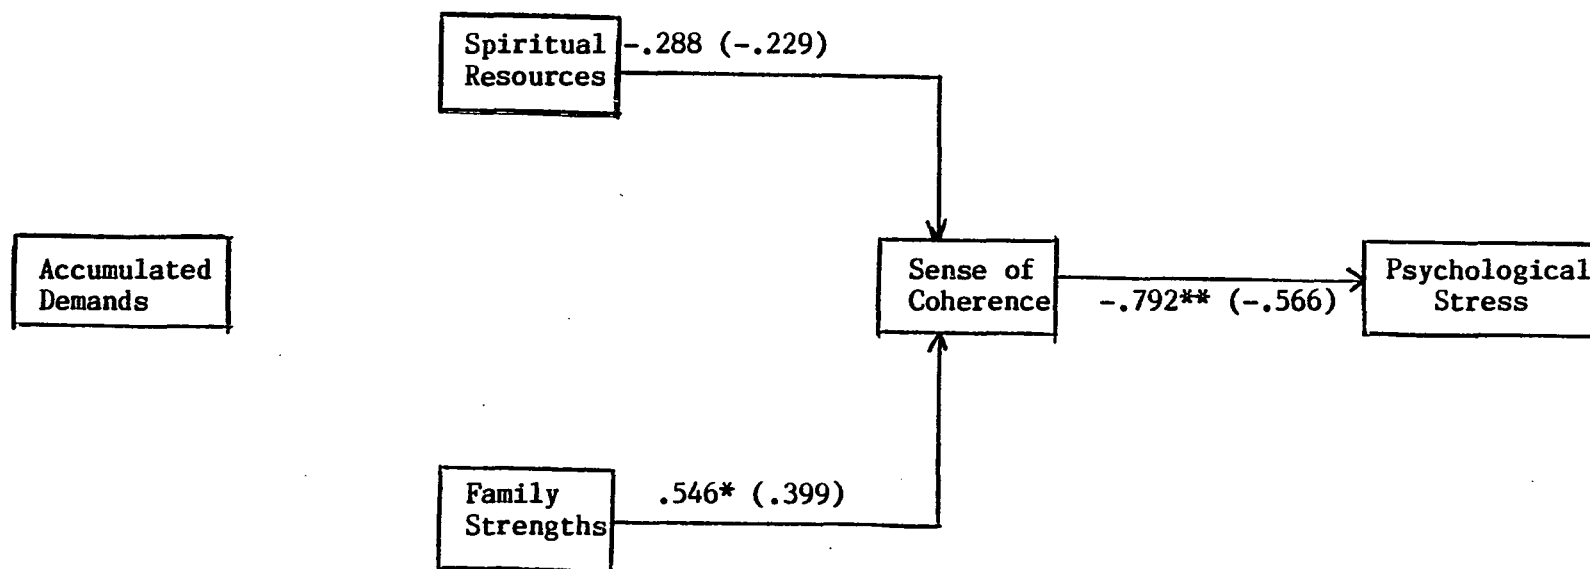 Spiritual
Resources
-.288 (-.229)
Accumulated
Demands
Sense of
Coherence
-.792** (-.566)
Psychological
Stress
Family
Strengths
.546* (.399)